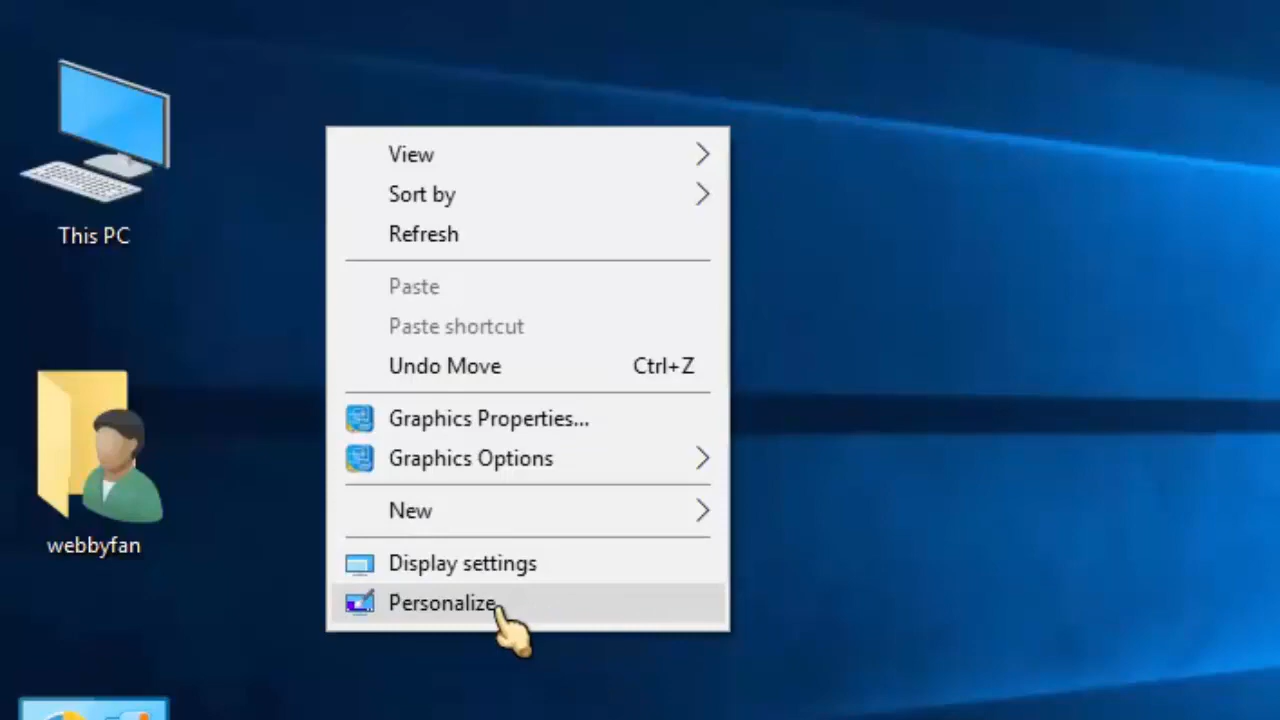 This PC
webbyfan
View
Sort by
Refresh
Paste
Paste shortcut
Undo Move Ctrl+Z
Graphics Properties...
Graphics Options
New
Display settings
Personalize